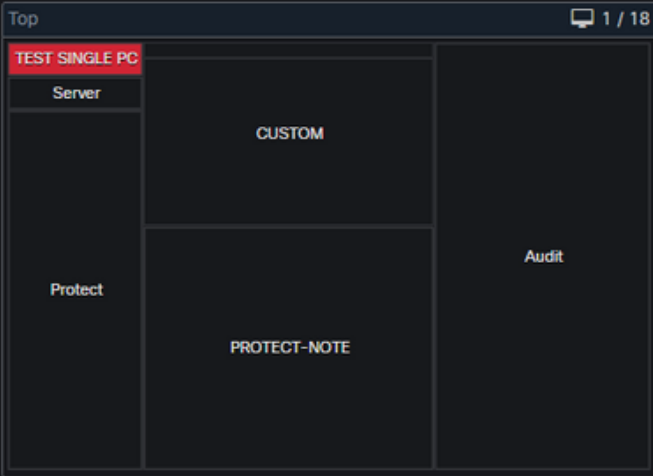 Top
1 / 18
TEST SINGLE PC
Server
CUSTOM
Audit
Protect
PROTECT-NOTE